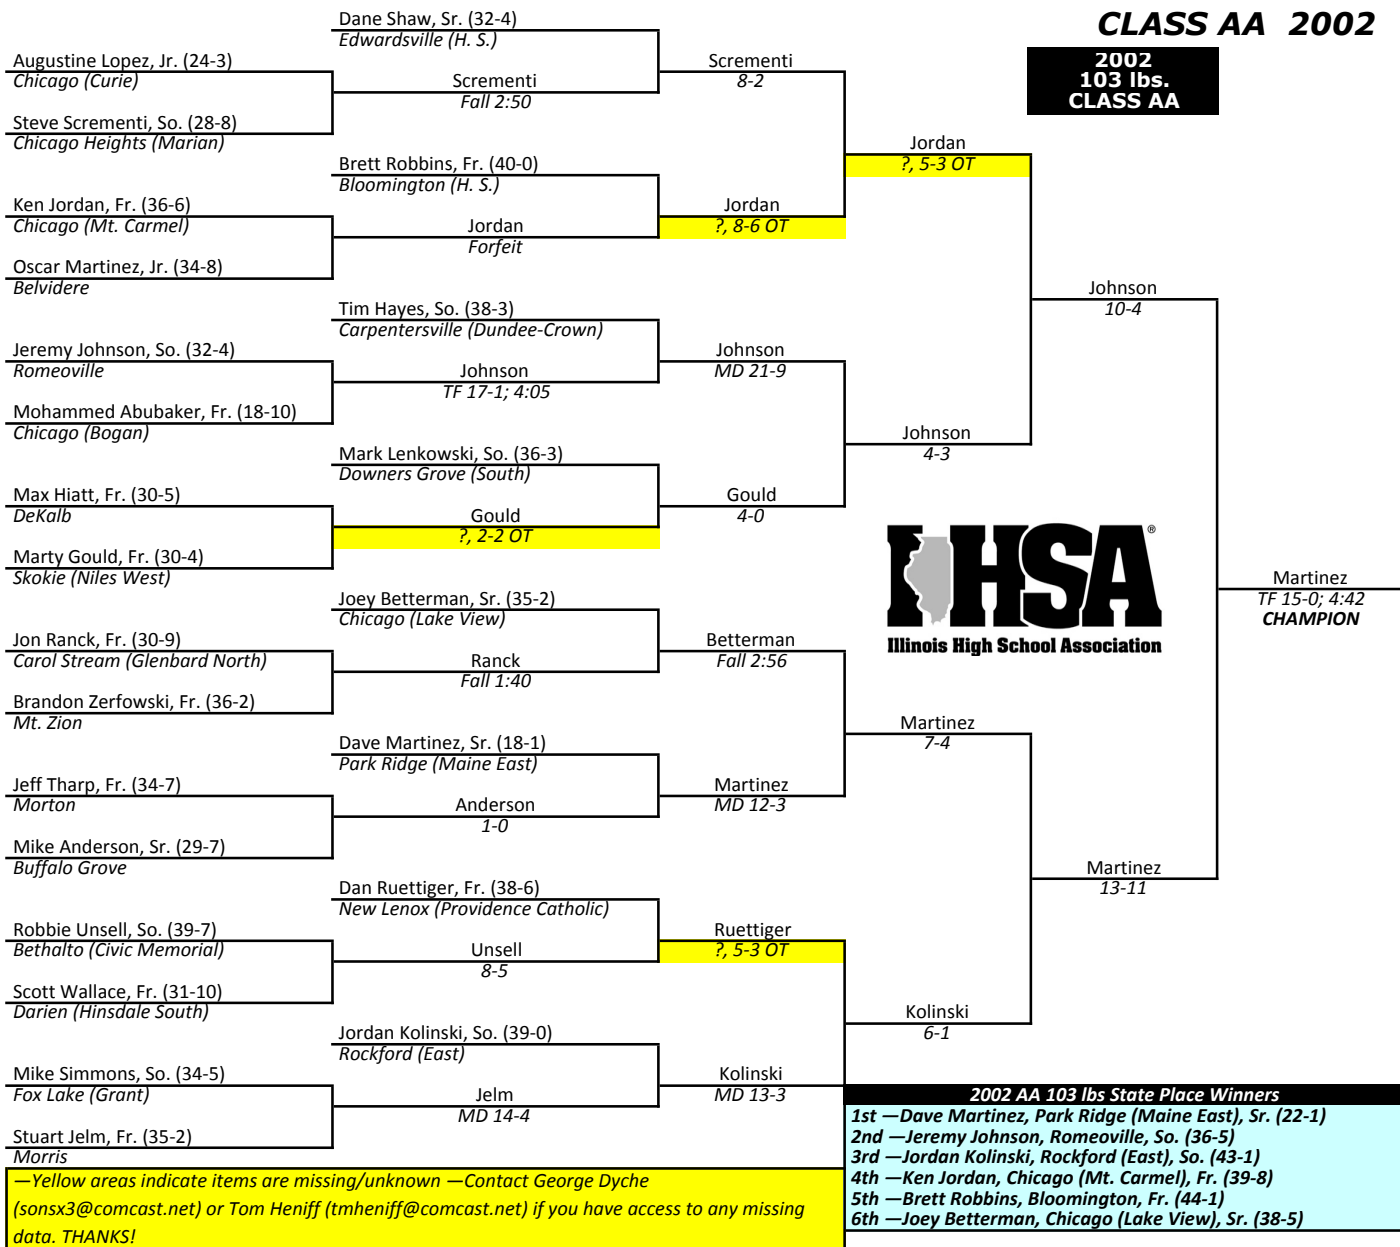 CLASS AA  2002
2002
103 lbs.
CLASS AA
Dane Shaw, Sr. (32-4)
Edwardsville (H. S.)
Augustine Lopez, Jr. (24-3)
Chicago (Curie)
Scrementi
Fall 2:50
Scrementi
8-2
Steve Scrementi, So. (28-8)
Chicago Heights (Marian)
Jordan
?, 5-3 OT
Brett Robbins, Fr. (40-0)
Bloomington (H. S.)
Ken Jordan, Fr. (36-6)
Chicago (Mt. Carmel)
Jordan
Forfeit
Jordan
?, 8-6 OT
Oscar Martinez, Jr. (34-8)
Belvidere
Johnson
10-4
Tim Hayes, So. (38-3)
Carpentersville (Dundee-Crown)
Jeremy Johnson, So. (32-4)
Romeoville
Johnson
TF 17-1; 4:05
Johnson
MD 21-9
Mohammed Abubaker, Fr. (18-10)
Chicago (Bogan)
Johnson
4-3
Mark Lenkowski, So. (36-3)
Downers Grove (South)
Max Hiatt, Fr. (30-5)
DeKalb
Gould
?, 2-2 OT
Gould
4-0
Marty Gould, Fr. (30-4)
Skokie (Niles West)
IHSA®
Illinois High School Association
Martinez
TF 15-0; 4:42
CHAMPION
Joey Betterman, Sr. (35-2)
Chicago (Lake View)
Jon Ranck, Fr. (30-9)
Carol Stream (Glenbard North)
Ranck
Fall 1:40
Betterman
Fall 2:56
Brandon Zerfowski, Fr. (36-2)
Mt. Zion
Martinez
7-4
Dave Martinez, Sr. (18-1)
Park Ridge (Maine East)
Jeff Tharp, Fr. (34-7)
Morton
Anderson
1-0
Martinez
MD 12-3
Mike Anderson, Sr. (29-7)
Buffalo Grove
Martinez
13-11
Dan Ruettiger, Fr. (38-6)
New Lenox (Providence Catholic)
Robbie Unsell, So. (39-7)
Bethalto (Civic Memorial)
Unsell
8-5
Ruettiger
?, 5-3 OT
Scott Wallace, Fr. (31-10)
Darien (Hinsdale South)
Kolinski
6-1
Jordan Kolinski, So. (39-0)
Rockford (East)
Mike Simmons, So. (34-5)
Fox Lake (Grant)
Jelm
MD 14-4
Kolinski
MD 13-3
Stuart Jelm, Fr. (35-2)
Morris
2002 AA 103 lbs State Place Winners
1st —Dave Martinez, Park Ridge (Maine East), Sr. (22-1)
2nd —Jeremy Johnson, Romeoville, So. (36-5)
3rd —Jordan Kolinski, Rockford (East), So. (43-1)
4th —Ken Jordan, Chicago (Mt. Carmel), Fr. (39-8)
5th —Brett Robbins, Bloomington, Fr. (44-1)
6th —Joey Betterman, Chicago (Lake View), Sr. (38-5)
—Yellow areas indicate items are missing/unknown —Contact George Dyche
(sonsx3@comcast.net) or Tom Heniff (tmheniff@comcast.net) if you have access to any missing
data. THANKS!